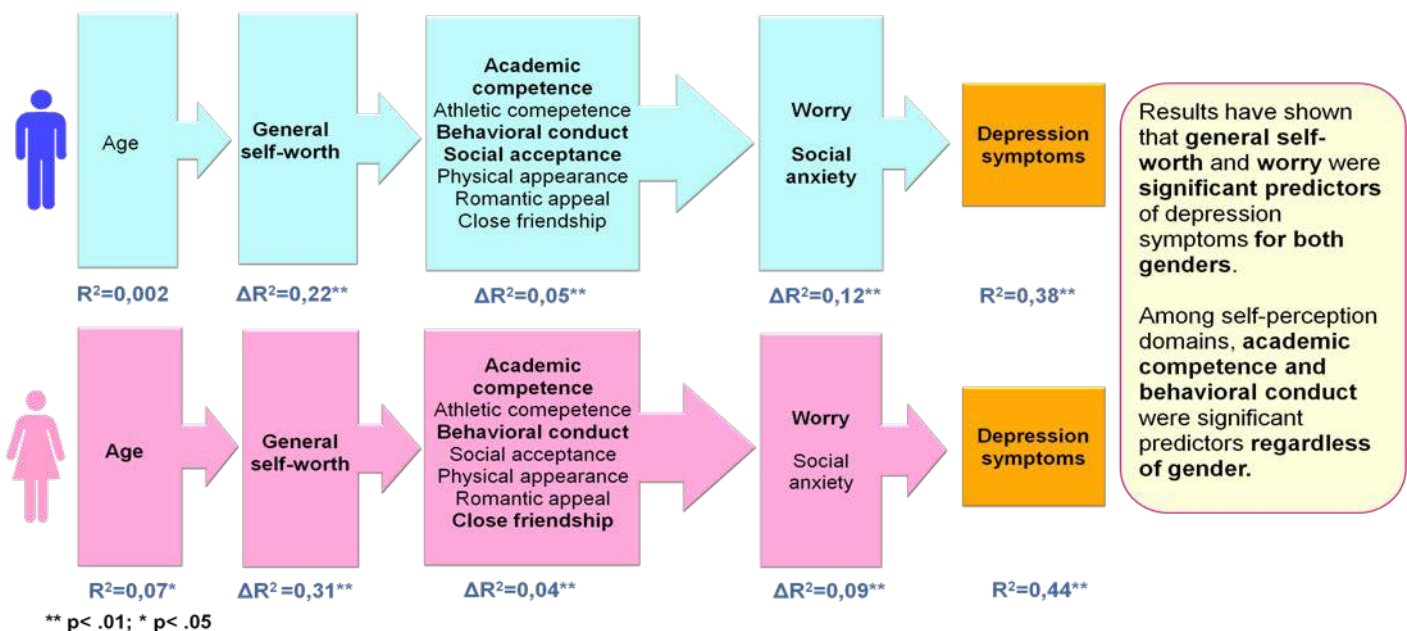 Age
General
self-worth
Academic
competence
Athletic comepetence
Behavioral conduct
Social acceptance
Physical appearance
Romantic appeal
Close friendship
Worry
Social
anxiety
Depression
symptoms
R²=0,002
ΔR²=0,22**
ΔR²=0,05**
ΔR²=0,12**
R²=0,38**
Age
General
self-worth
Academic
competence
Athletic comepetence
Behavioral conduct
Social acceptance
Physical appearance
Romantic appeal
Close friendship
Worry
Social
anxiety
Depression
symptoms
R²=0,07*
ΔR²=0,31**
ΔR²=0,04**
ΔR²=0,09**
R²=0,44**
** p< .01; * p< .05
Results have shown
that general self-
worth and worry were
significant predictors
of depression
symptoms for both
genders.
Among self-perception
domains, academic
competence and
behavioral conduct
were significant
predictors regardless
of gender.